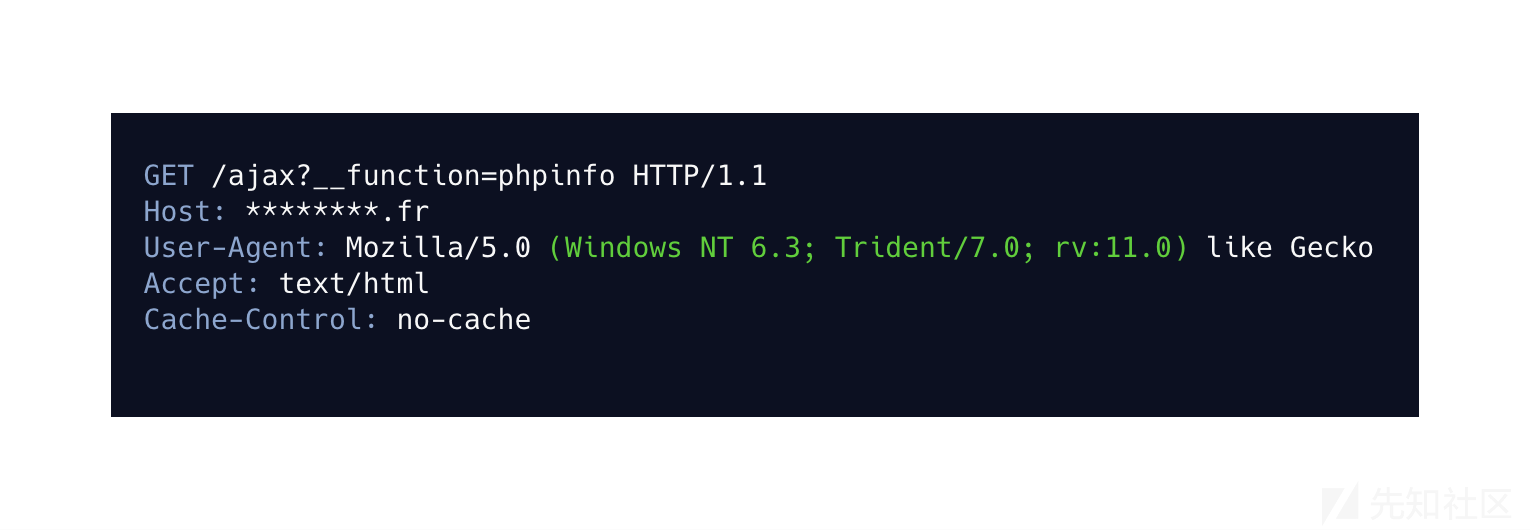 GET /ajax?__function=phpinfo HTTP/1.1
Host: ********.fr
User-Agent: Mozilla/5.0 (Windows NT 6.3; Trident/7.0; rv:11.0) like Gecko
Accept: text/html
Cache-Control: no-cache
先知社区